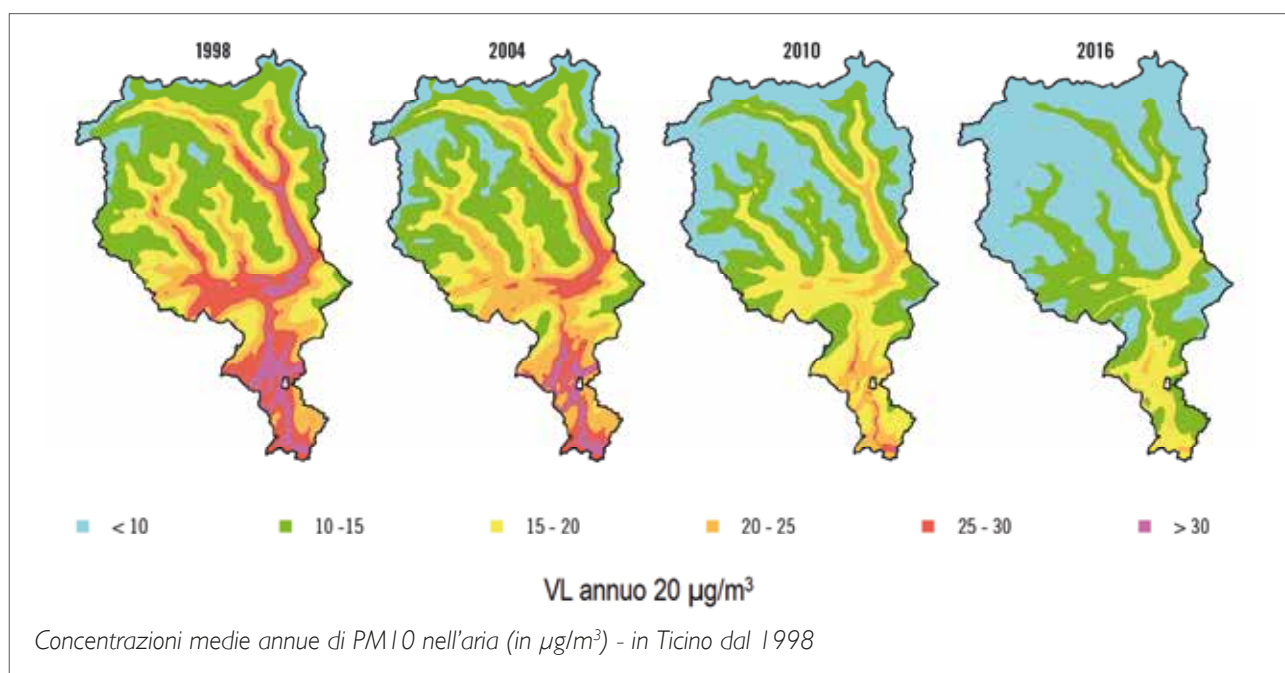 1998 2004 2010 2016
< 10 10 -15 15 - 20 20 - 25 25 - 30 > 30
VL annuo 20 µg/m³
Concentrazioni medie annue di PM10 nell’aria (in µg/m³) - in Ticino dal 1998